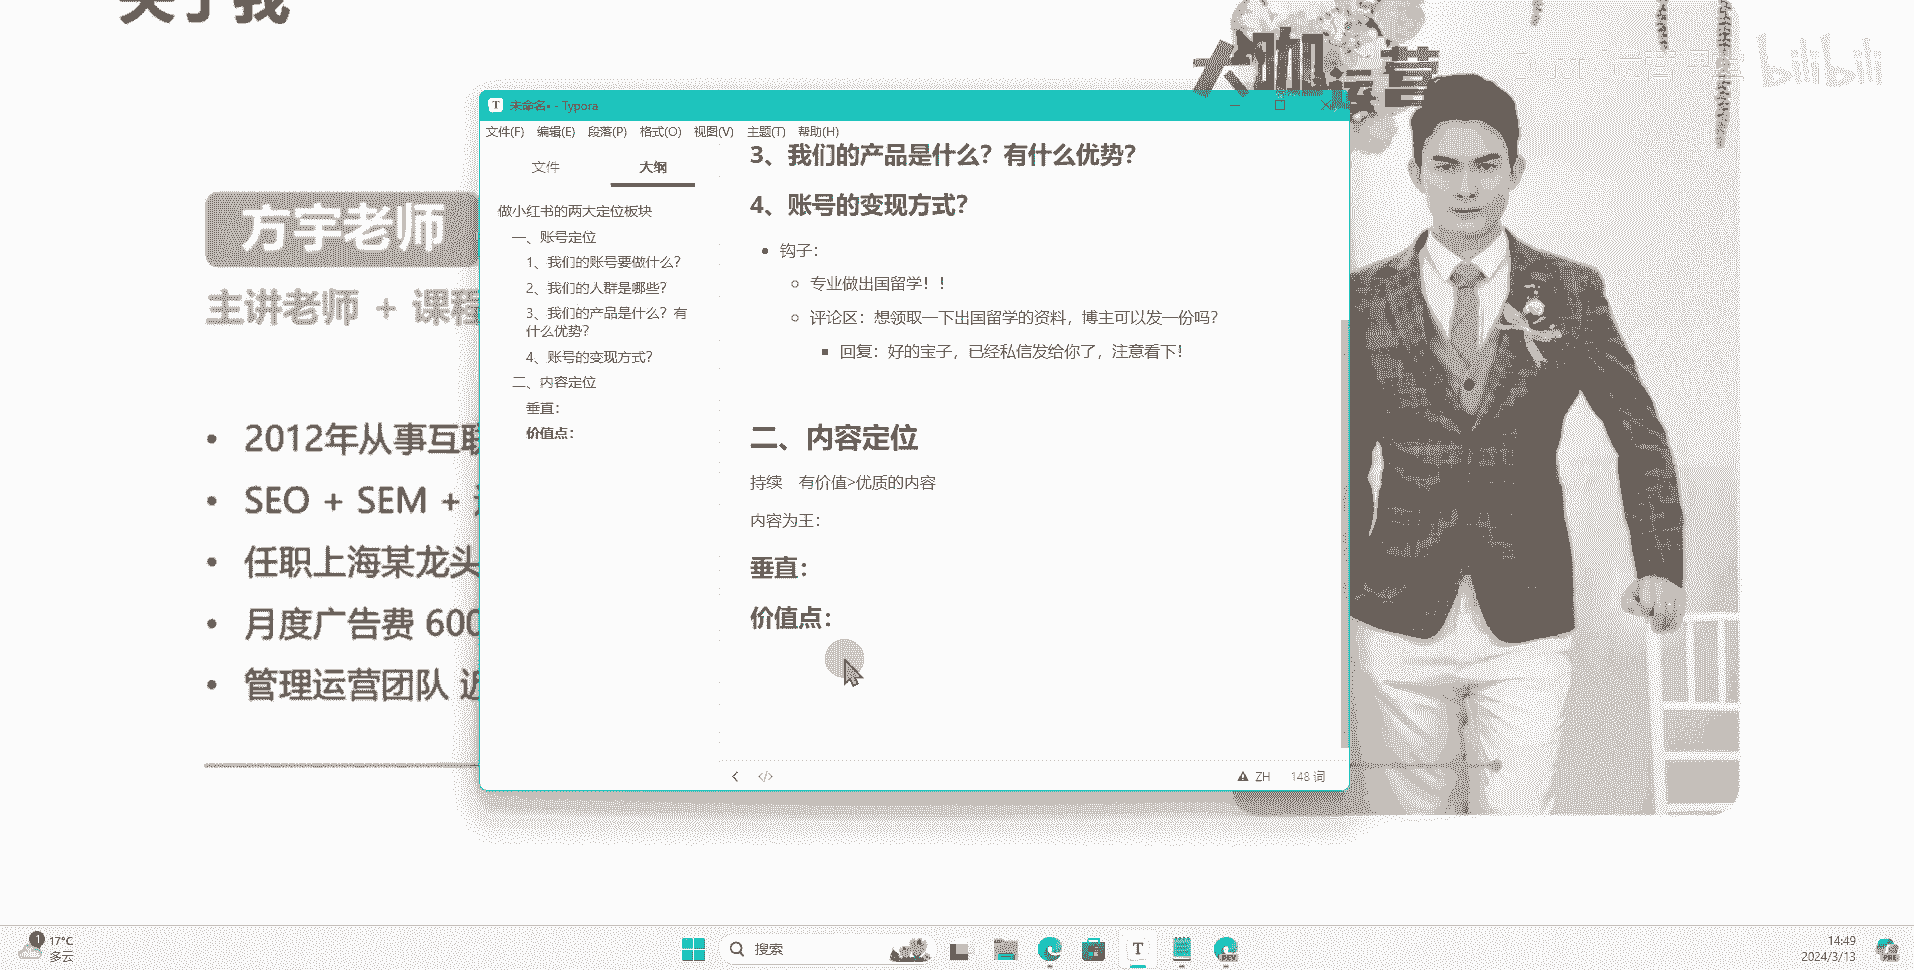 关于我
大咖运营
bilibili
方宇老师
主讲老师 + 课程
2012年从事互联
SEO + SEM +
任职上海某龙头
月度广告费 600
管理运营团队 近
未命名• - Typora
文件(F) 编辑(E) 段落(P) 格式(O) 视图(V) 主题(T) 帮助(H)
文件 大纲
做小红书的两大定位板块
一、账号定位
1、我们的账号要做什么？
2、我们的人群是哪些？
3、我们的产品是什么？有
什么优势？
4、账号的变现方式？
二、内容定位
垂直：
价值点：
3、我们的产品是什么？有什么优势？
4、账号的变现方式？
钩子：
专业做出国留学！！
评论区：想领取一下出国留学的资料，博主可以发一份吗？
回复：好的宝子，已经私信发给你了，注意看下！
二、内容定位
持续 有价值>优质的内容
内容为王：
垂直：
价值点：
ZH 148 词
1
17°C
多云
搜索
T
DEV
14:49
2024/3/13
PRE